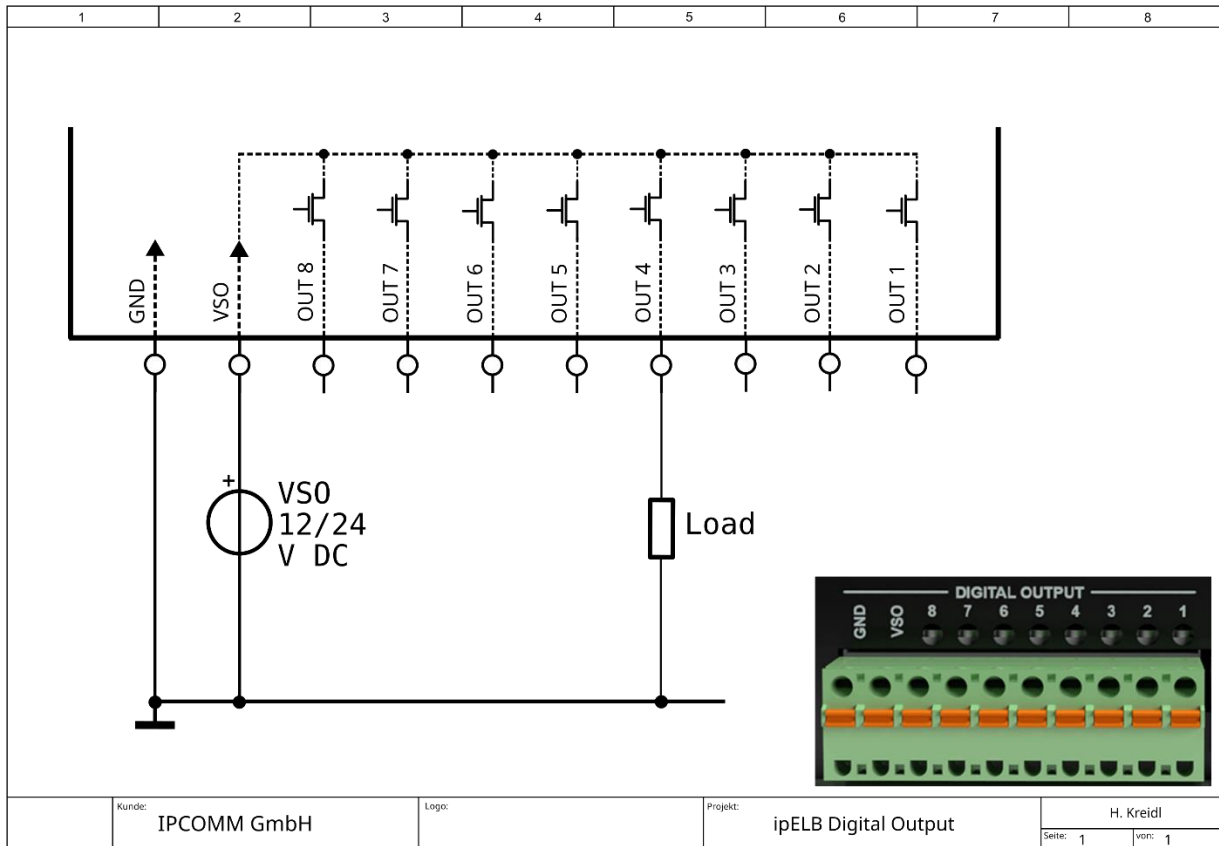 1 2 3 4 5 6 7 8
GND VSO OUT 8 OUT 7 OUT 6 OUT 5 OUT 4 OUT 3 OUT 2 OUT 1
+
VSO
12/24
V DC
Load
DIGITAL OUTPUT
GND VSO 8 7 6 5 4 3 2 1
Kunde:
IPCOMM GmbH
Logo:
Projekt:
ipELB Digital Output
H. Kreidl
Seite: 1 von: 1